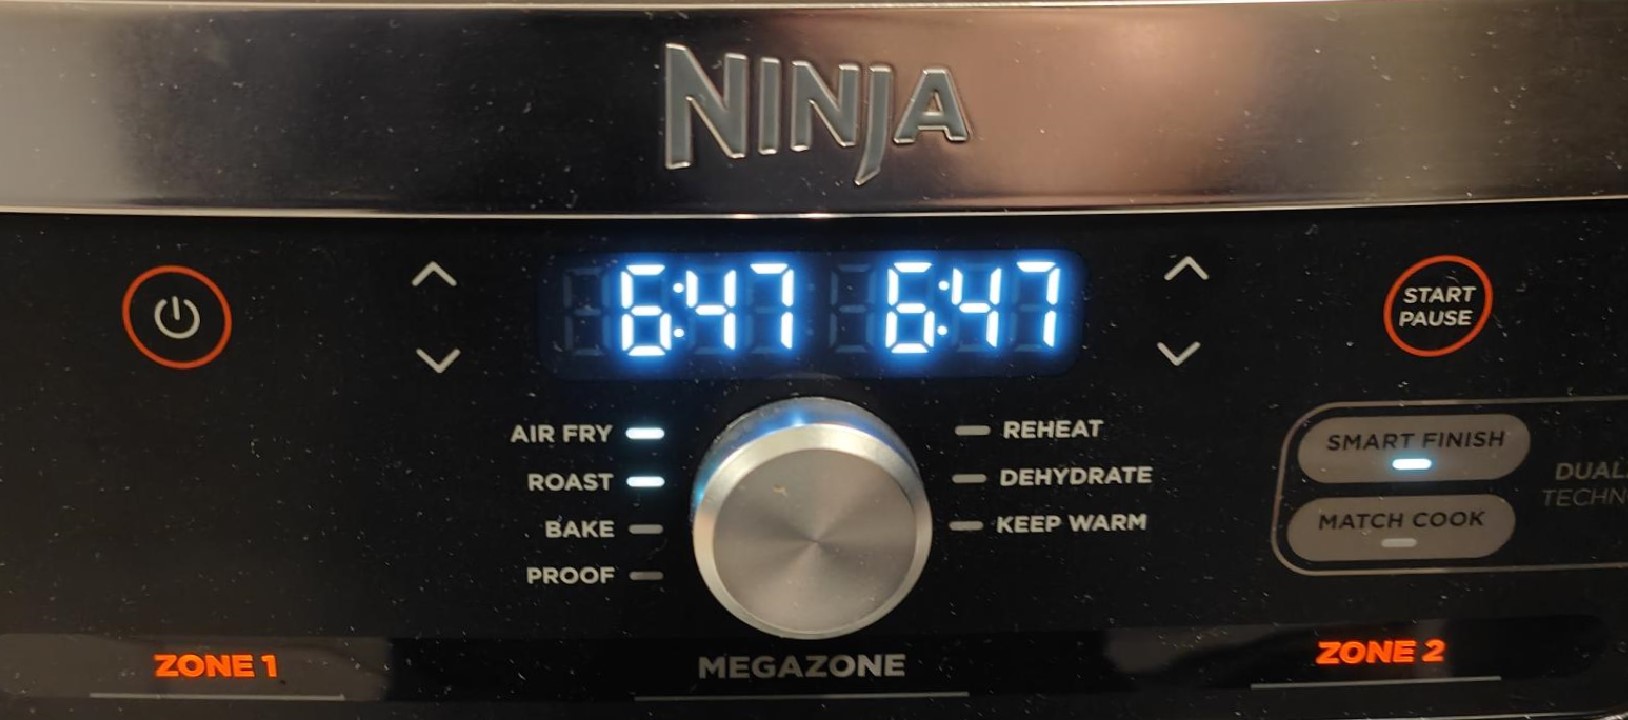 NINJA
6:47 6:47
START
PAUSE
AIR FRY
ROAST
BAKE
PROOF
REHEAT
DEHYDRATE
KEEP WARM
SMART FINISH
MATCH COOK
DUAL
ZONE 1
MEGAZONE
ZONE 2